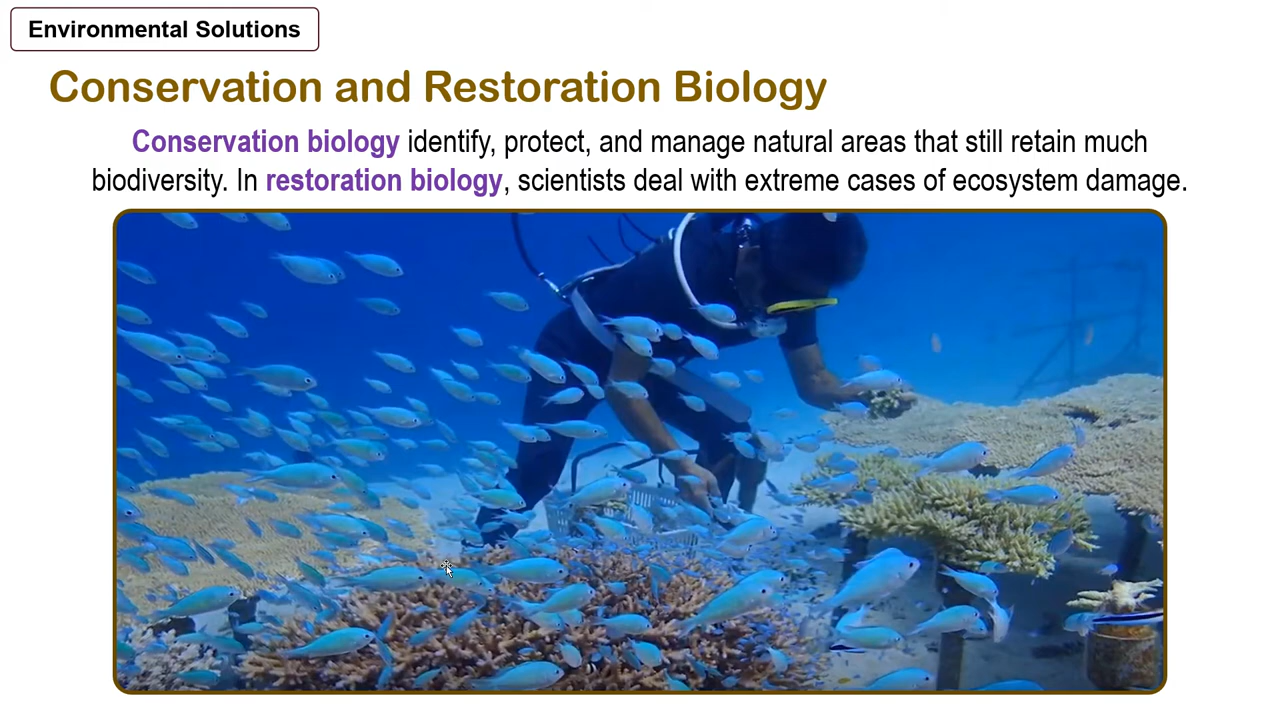 Environmental Solutions
Conservation and Restoration Biology
Conservation biology identify, protect, and manage natural areas that still retain much
biodiversity. In restoration biology, scientists deal with extreme cases of ecosystem damage.